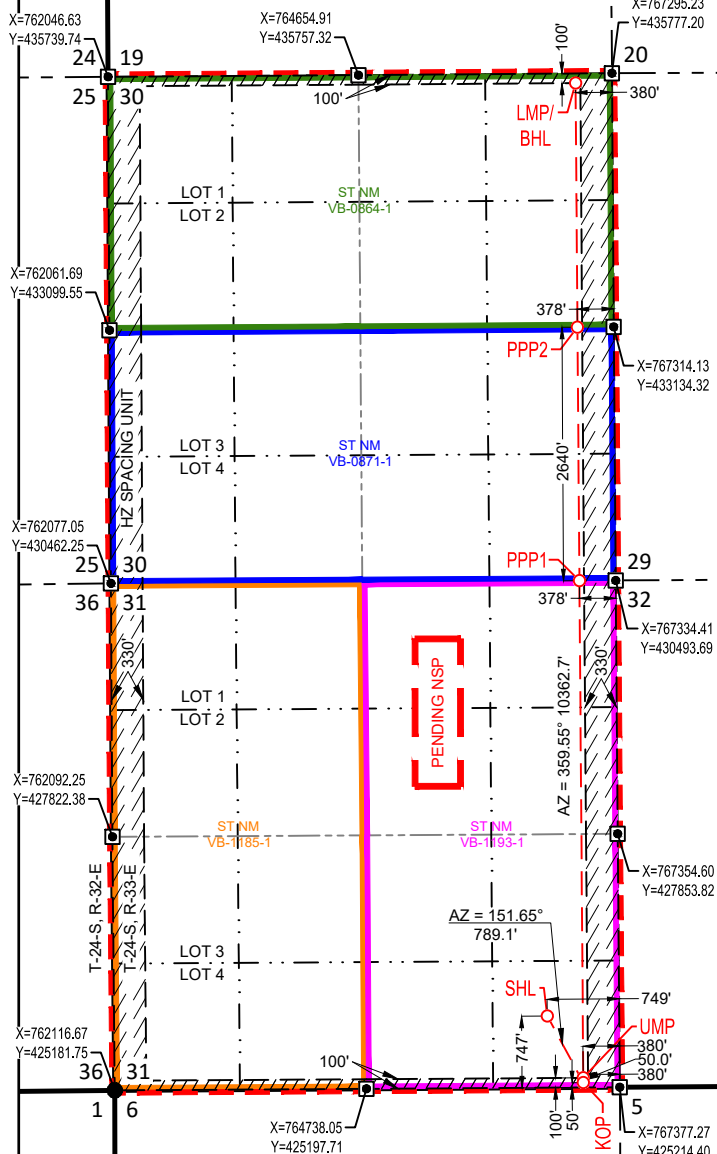 X=762046.63
Y=435739.74
X=764654.91
Y=435757.32
X=767295.23
Y=435777.20
24 19
20
25 30
100'
100'
380'
LMP/
BHL
LOT 1
LOT 2
ST NM
VB-0864-1
X=762061.69
Y=433099.55
378'
PPP2
X=767314.13
Y=433134.32
HZ SPACING UNIT
LOT 3
LOT 4
ST NM
VB-0871-1
2640'
X=762077.05
Y=430462.25
25 30
36 31
PPP1
29
32
378'
X=767334.41
Y=430493.69
330'
330'
LOT 1
LOT 2
PENDING NSP
AZ = 359.55° 10362.7'
X=762092.25
Y=427822.38
ST NM
VB-1185-1
ST NM
VB-1193-1
X=767354.60
Y=427853.82
T-24-S, R-32-E
T-24-S, R-33-E
AZ = 151.65°
789.1'
LOT 3
LOT 4
SHL
749'
UMP
747'
380'
50.0'
380'
X=762116.67
Y=425181.75
36 31
1 6
100'
100'
50'
KOP
5
X=764738.05
Y=425197.71
X=767377.27
Y=425214.40